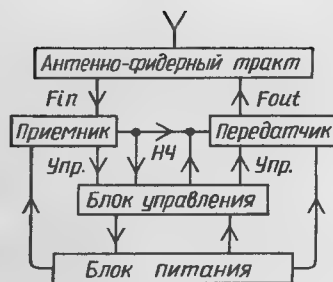 Антенно-фидерный тракт
Fin Fout
Приемник Передатчик
НЧ
Упр. Упр.
Блок управления
Блок питания